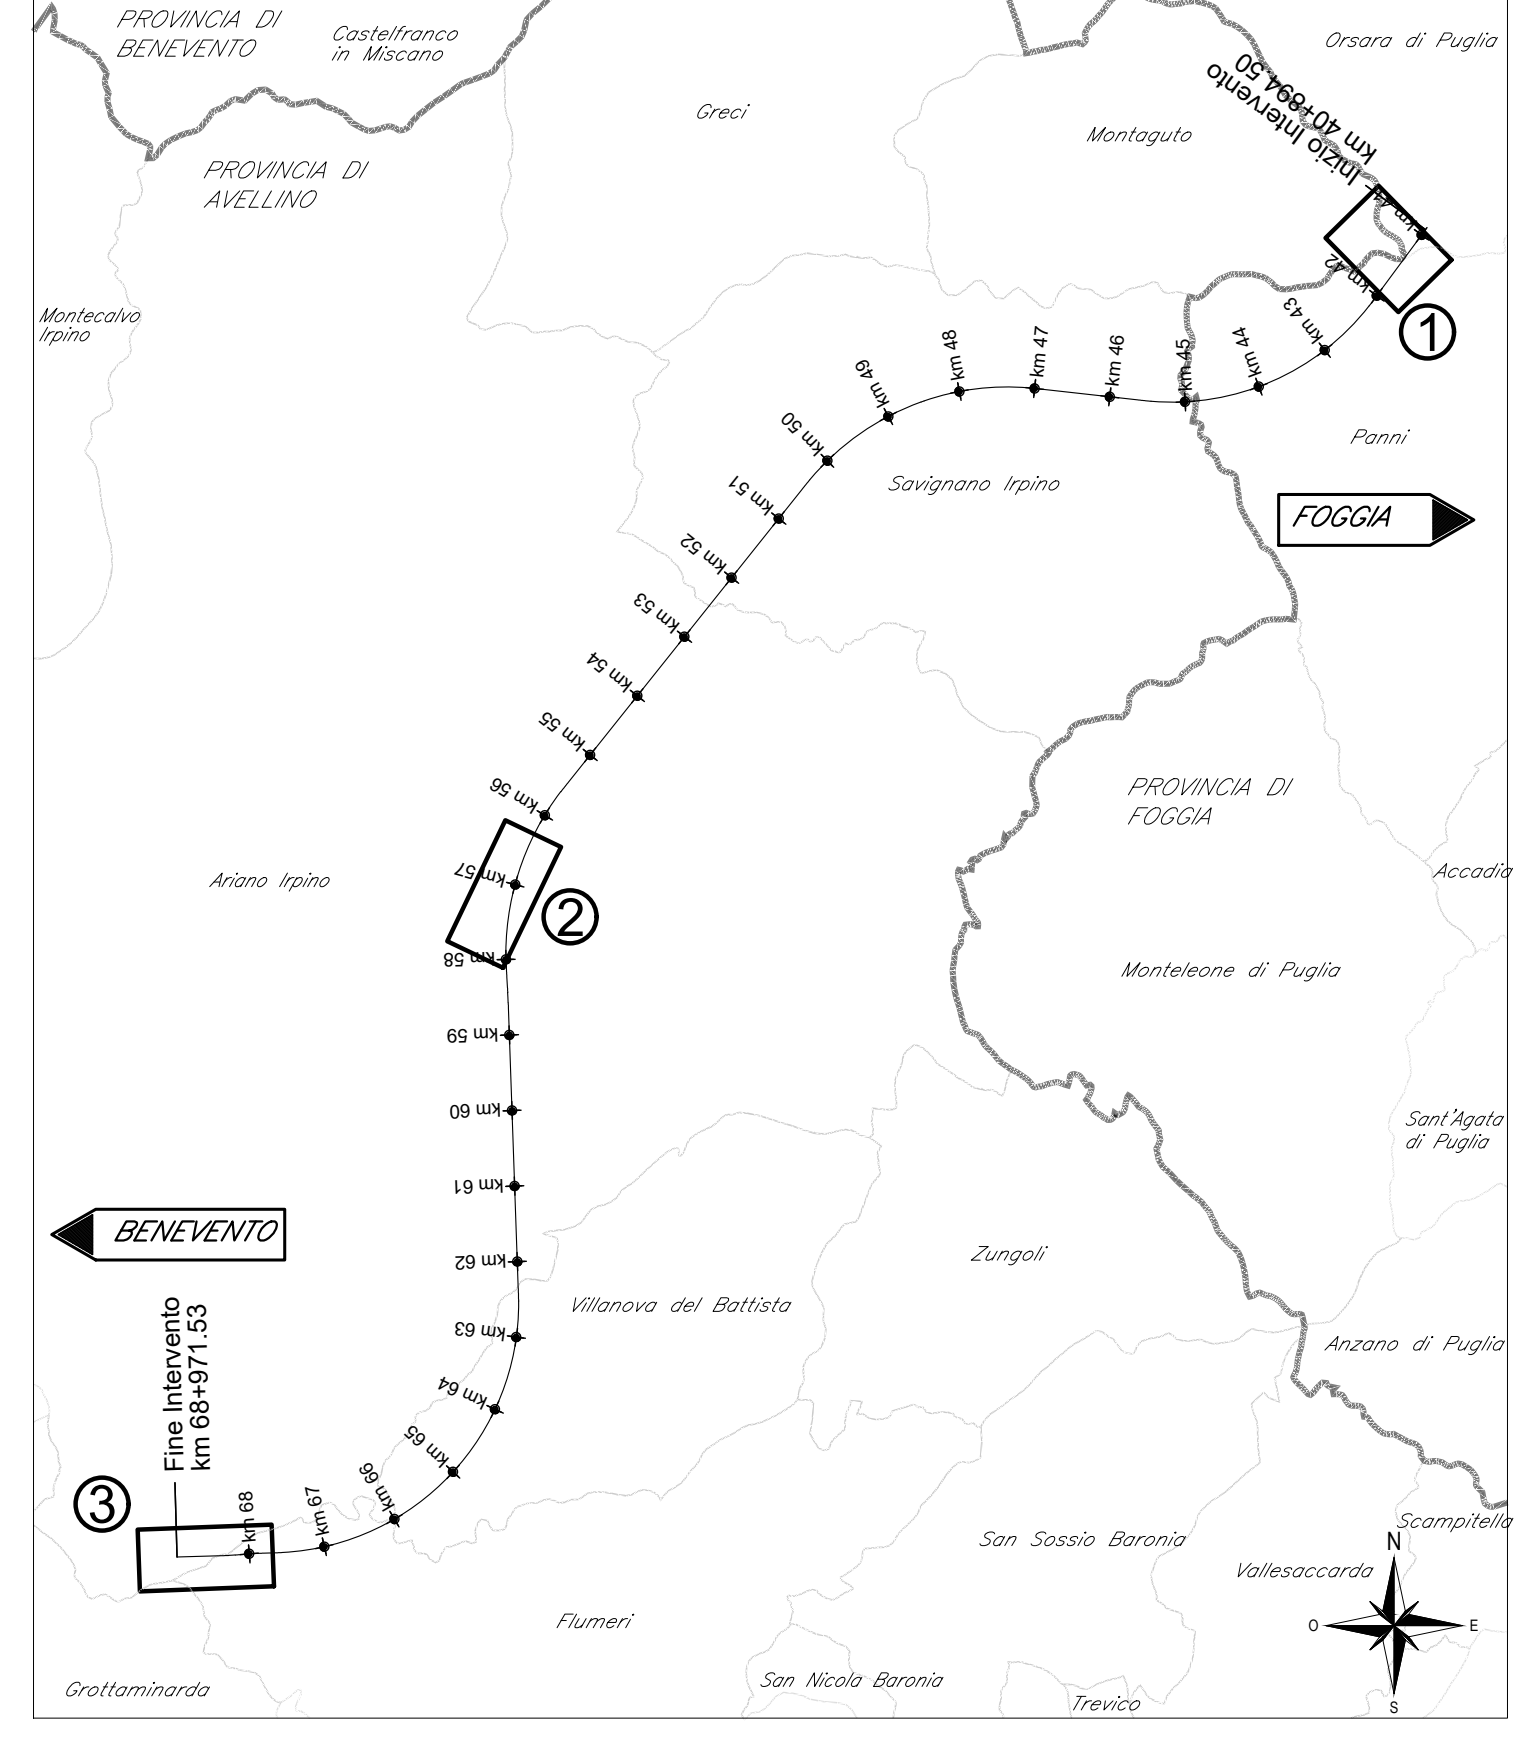 PROVINCIA DI
BENEVENTO
Castelfranco
in Miscano
Orsara di Puglia
Greci
Montaguto
Inizio Intervento
km 40+894.50
PROVINCIA DI
AVELLINO
km 41
km 42
Montecalvo
Irpino
km 43
1
km 44
km 45
km 46
km 47
km 48
km 49
km 50
Panni
Savignano Irpino
FOGGIA
km 51
km 52
km 53
km 54
km 55
km 56
PROVINCIA DI
FOGGIA
Ariano Irpino
km 57
Accadia
2
km 58
Monteleone di Puglia
km 59
km 60
Sant'Agata
di Puglia
km 61
BENEVENTO
km 62
Zungoli
Villanova del Battista
km 63
Anzano di Puglia
Fine Intervento
km 68+971.53
km 64
km 65
km 66
km 67
km 68
3
Scampitella
San Sossio Baronia
Vallesaccarda
N
O
E
S
Flumeri
San Nicola Baronia
Grottaminarda
Trevico